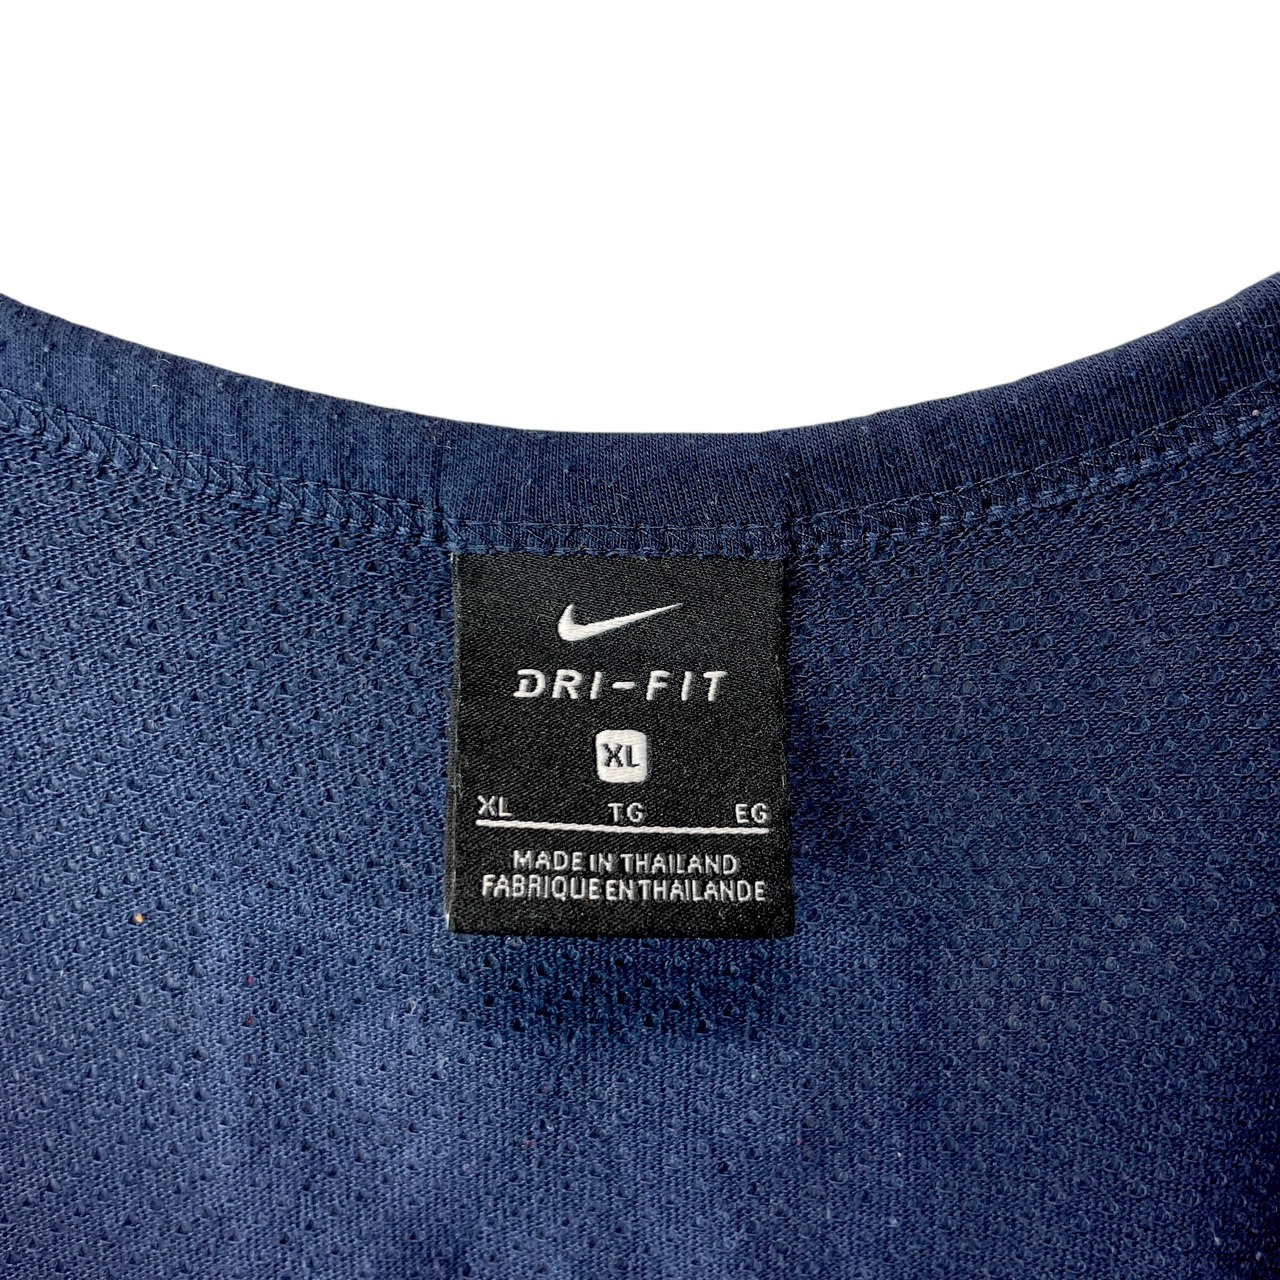 DRI-FIT
XL
XL TG EG
MADE IN THAILAND
FABRIQUE EN THAILANDE